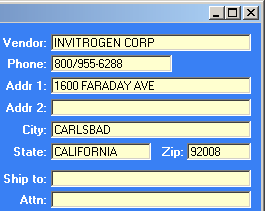 Vendor: INVITROGEN CORP
Phone: 800/955-6288
Addr 1: 1600 FARADAY AVE
Addr 2:
City: CARLSBAD
State: CALIFORNIA Zip: 92008
Ship to:
Attn: